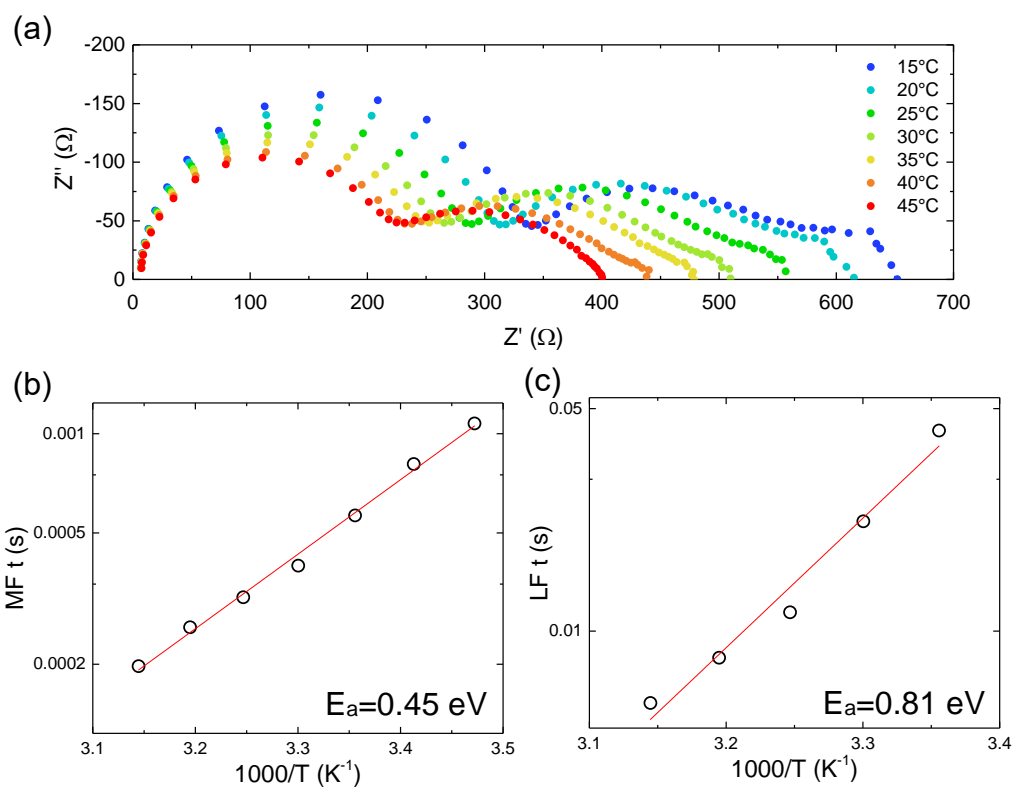 (a)
-200
-150
-100
-50
0
Z'' (Ω)
15°C
20°C
25°C
30°C
35°C
40°C
45°C
0 100 200 300 400 500 600 700
Z' (Ω)
(b)
0.001
0.0005
0.0002
MF t (s)
Ea=0.45 eV
3.1 3.2 3.3 3.4 3.5
1000/T (K-1)
(c)
0.05
0.01
LF t (s)
Ea=0.81 eV
3.1 3.2 3.3 3.4
1000/T (K-1)